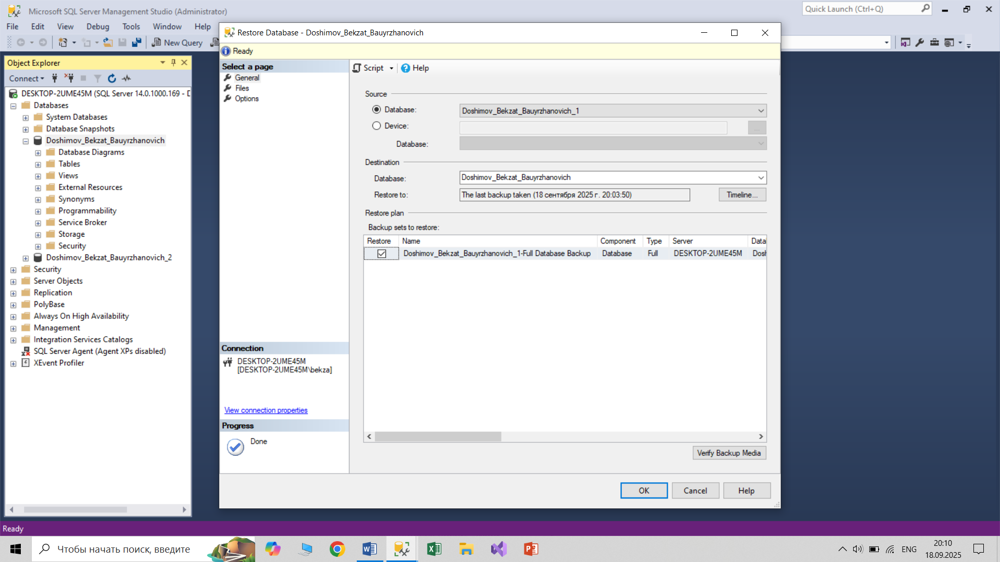 Microsoft SQL Server Management Studio (Administrator)
Quick Launch (Ctrl+Q)
File Edit View Debug Tools Window Help
New Query
Object Explorer
Connect
DESKTOP-2UME45M (SQL Server 14.0.1000.169 - D
Databases
System Databases
Database Snapshots
Doshimov_Bekzat_Bauyrzhanovich
Database Diagrams
Tables
Views
External Resources
Synonyms
Programmability
Service Broker
Storage
Security
Doshimov_Bekzat_Bauyrzhanovich_2
Security
Server Objects
Replication
PolyBase
Always On High Availability
Management
Integration Services Catalogs
SQL Server Agent (Agent XPs disabled)
XEvent Profiler
Restore Database - Doshimov_Bekzat_Bauyrzhanovich
Ready
Select a page
General
Files
Options
Connection
DESKTOP-2UME45M
[DESKTOP-2UME45M\bekza]
View connection properties
Progress
Done
Script Help
Source
Database: Doshimov_Bekzat_Bauyrzhanovich_1
Device: ...
Database:
Destination
Database: Doshimov_Bekzat_Bauyrzhanovich
Restore to: The last backup taken (18 сентября 2025 г. 20:03:50) Timeline...
Restore plan
Backup sets to restore:
Restore Name Component Type Server Data
Doshimov_Bekzat_Bauyrzhanovich_1-Full Database Backup Database Full DESKTOP-2UME45M Dosh
Verify Backup Media
OK Cancel Help
Ready
Чтобы начать поиск, введите
ENG
20:10
18.09.2025